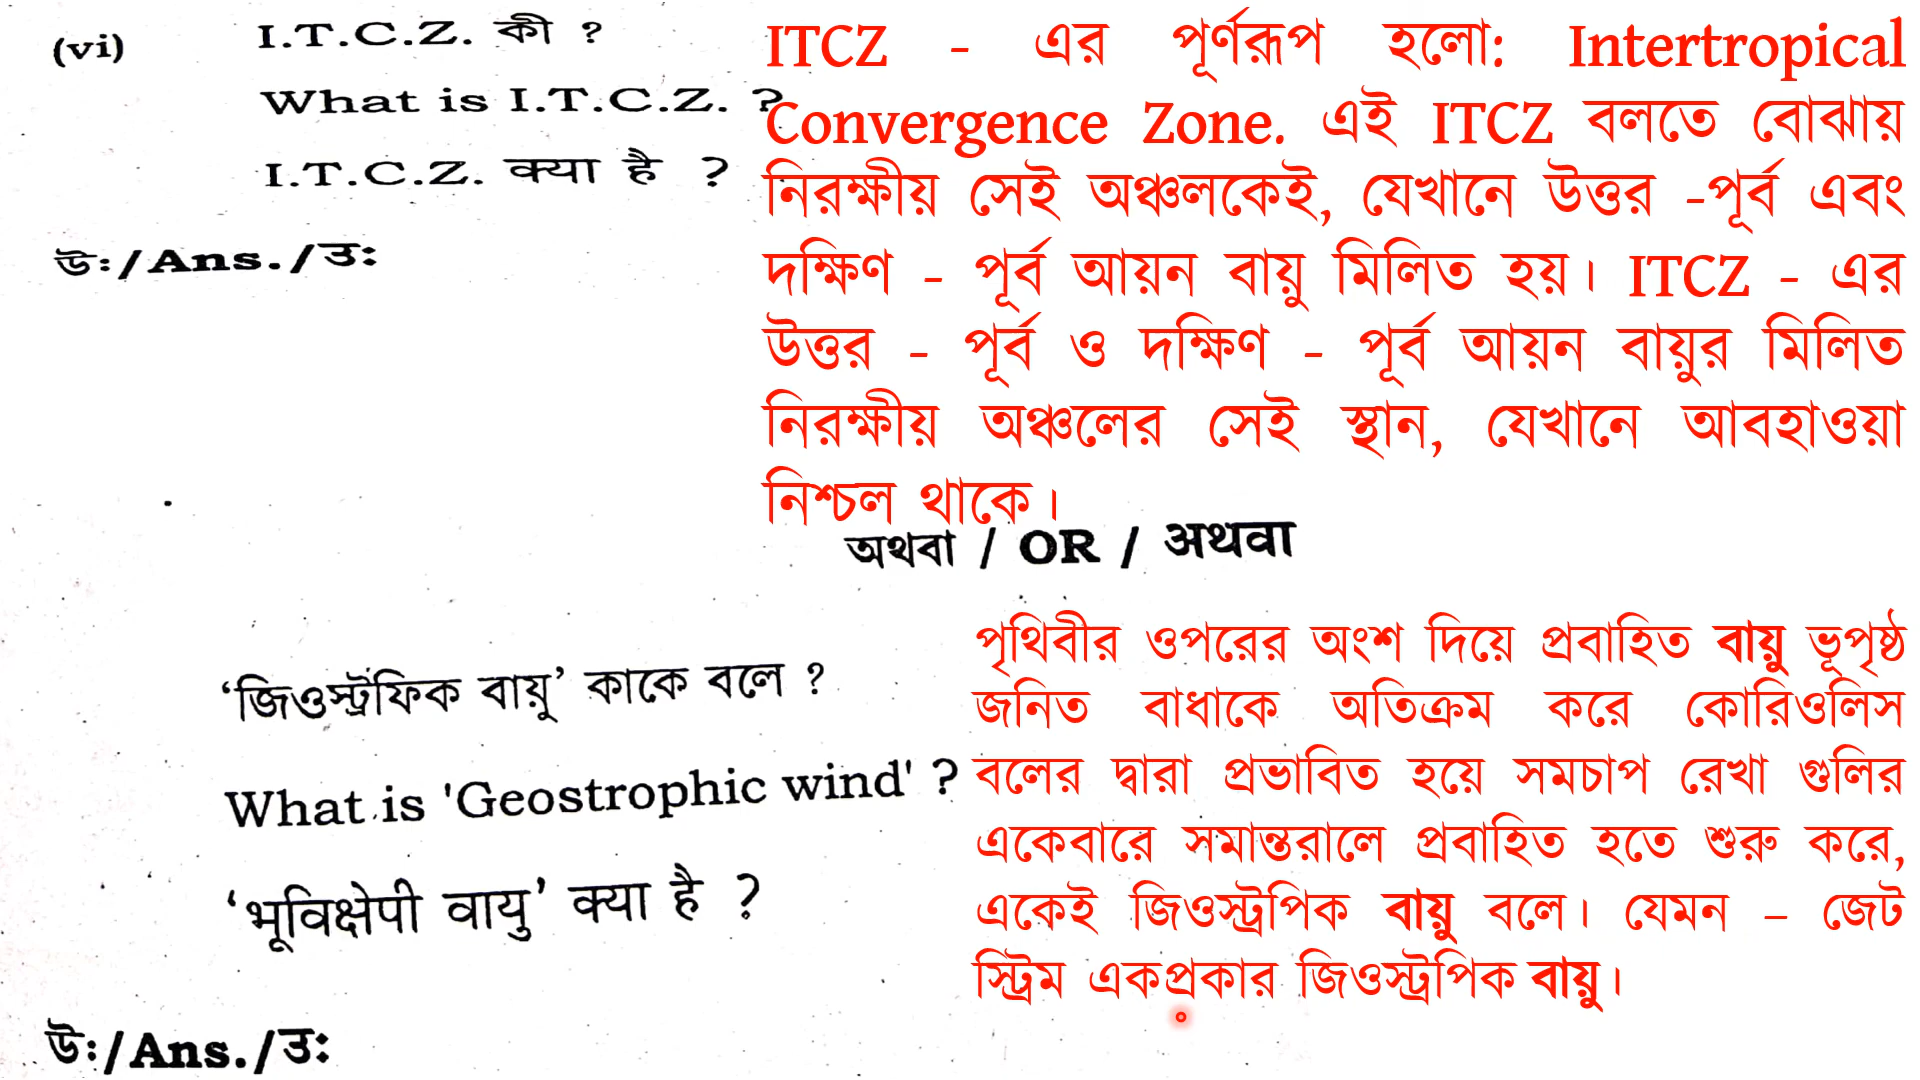 (vi) I.T.C.Z. কী ?
What is I.T.C.Z. ?
I.T.C.Z. क्या है ?
উঃ/Ans./उः
ITCZ - এর পূর্ণরূপ হলো: Intertropical
Convergence Zone. এই ITCZ বলতে বোঝায়
নিরক্ষীয় সেই অঞ্চলকেই, যেখানে উত্তর -পূর্ব এবং
দক্ষিণ - পূর্ব আয়ন বায়ু মিলিত হয়। ITCZ - এর
উত্তর - পূর্ব ও দক্ষিণ - পূর্ব আয়ন বায়ুর মিলিত
নিরক্ষীয় অঞ্চলের সেই স্থান, যেখানে আবহাওয়া
নিশ্চল থাকে।
অথবা / OR / अथवा
‘জিওস্ট্রফিক বায়ু’ কাকে বলে ?
What is 'Geostrophic wind' ?
‘भूविक्षेपी वायु’ क्या है ?
পৃথিবীর ওপরের অংশ দিয়ে প্রবাহিত বায়ু ভূপৃষ্ঠ
জনিত বাধাকে অতিক্রম করে কোরিওলিস
বলের দ্বারা প্রভাবিত হয়ে সমচাপ রেখা গুলির
একেবারে সমান্তরালে প্রবাহিত হতে শুরু করে,
একেই জিওস্ট্রপিক বায়ু বলে। যেমন – জেট
স্ট্রিম একপ্রকার জিওস্ট্রপিক বায়ু।
উঃ/Ans./उः